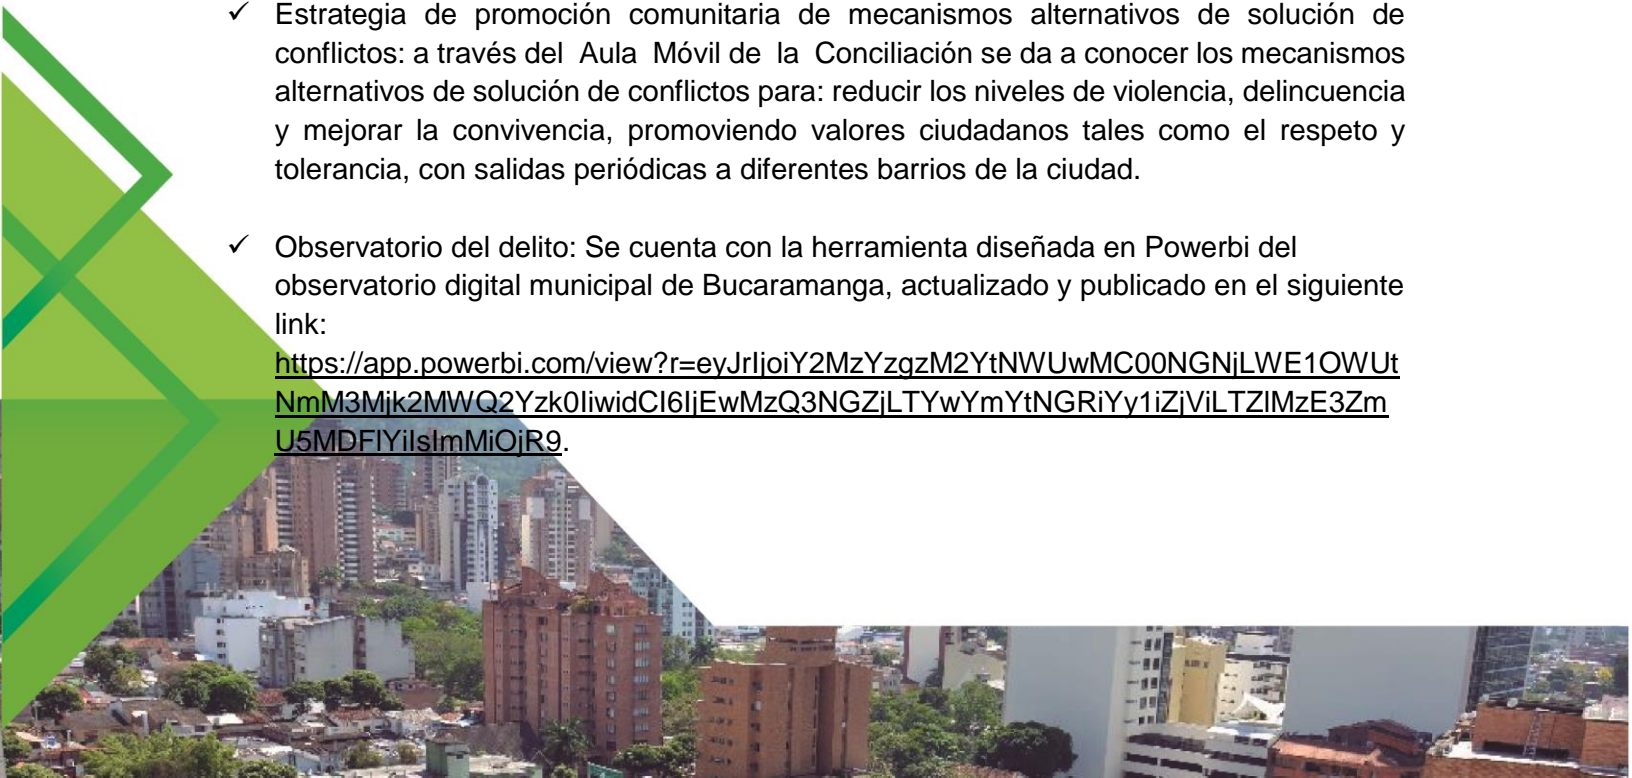 ✓ Estrategia de promoción comunitaria de mecanismos alternativos de solución de
conflictos: a través del Aula Móvil de la Conciliación se da a conocer los mecanismos
alternativos de solución de conflictos para: reducir los niveles de violencia, delincuencia
y mejorar la convivencia, promoviendo valores ciudadanos tales como el respeto y
tolerancia, con salidas periódicas a diferentes barrios de la ciudad.
✓ Observatorio del delito: Se cuenta con la herramienta diseñada en Powerbi del
observatorio digital municipal de Bucaramanga, actualizado y publicado en el siguiente
link:
https://app.powerbi.com/view?r=eyJrIjoiY2MzYzgzM2YtNWUwMC00NGNjLWE1OWUt
NmM3Mjk2MWQ2Yzk0IiwidCI6IjEwMzQ3NGZjLTYwYmYtNGRiYy1iZjViLTZlMzE3Zm
U5MDFlYiIsImMiOjR9.